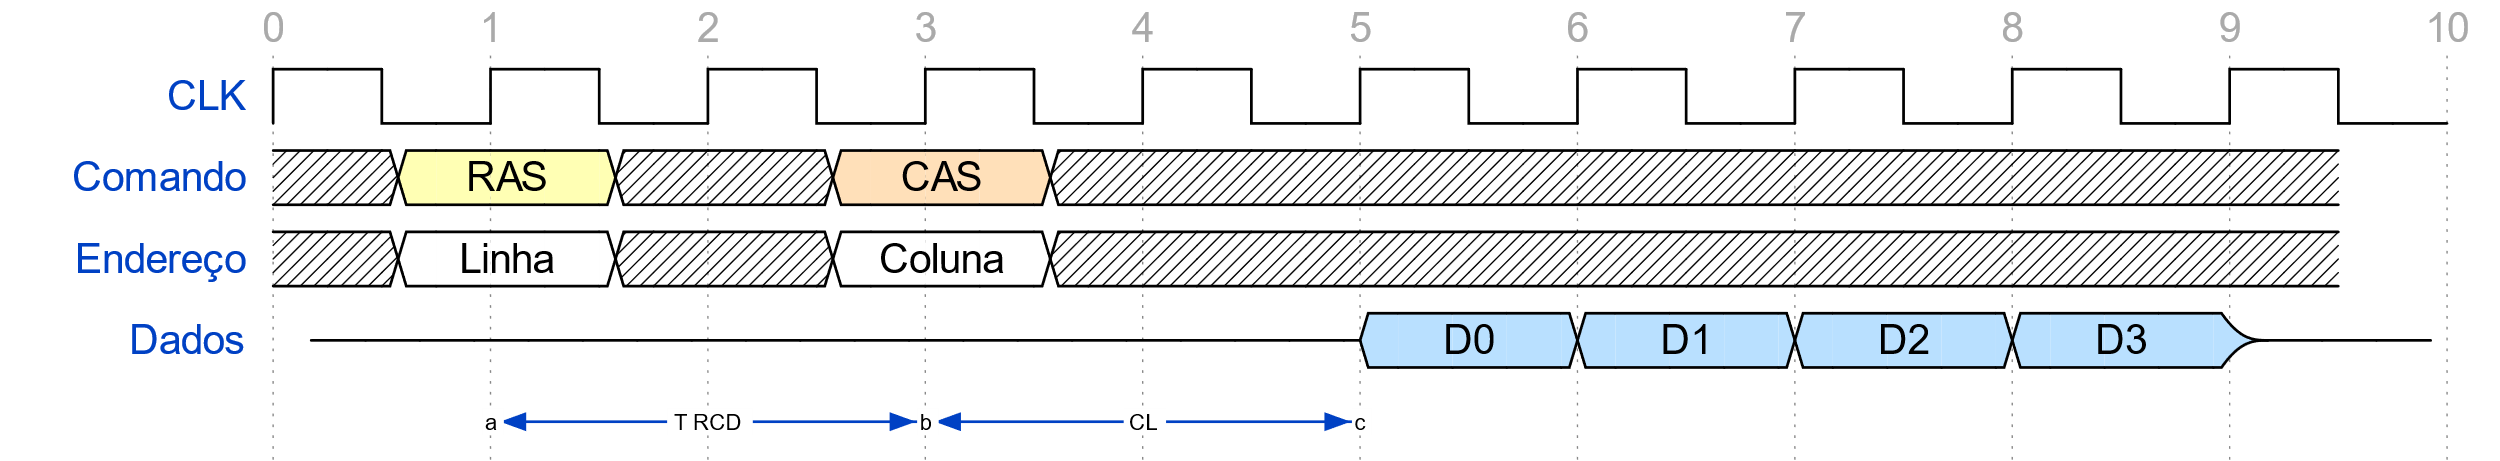 0 1 2 3 4 5 6 7 8 9 10
CLK
Comando RAS CAS
Endereço Linha Coluna
Dados D0 D1 D2 D3
a T RCD b CL c